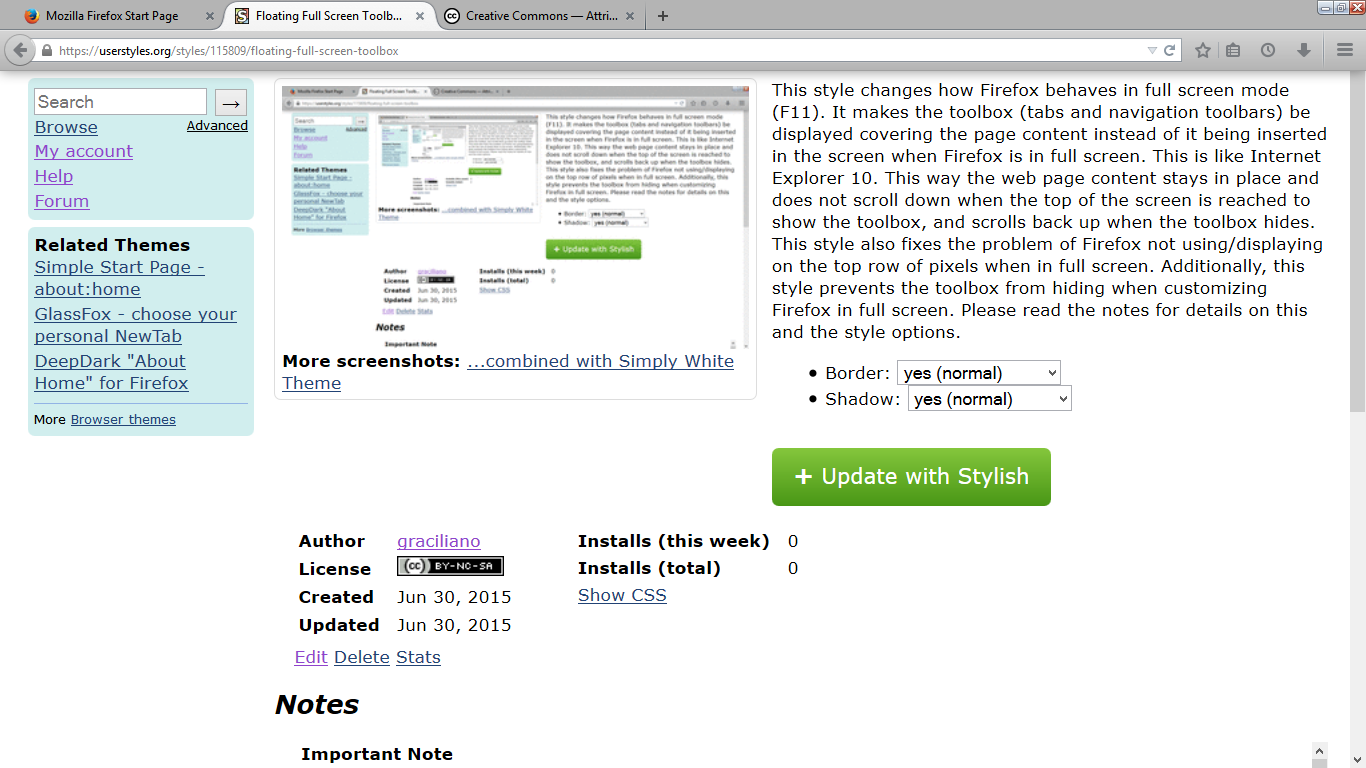 Mozilla Firefox Start Page
Floating Full Screen Toolb...
Creative Commons — Attri...
https://userstyles.org/styles/115809/floating-full-screen-toolbox
Search →
Browse Advanced
My account
Help
Forum
Related Themes
Simple Start Page -
about:home
GlassFox - choose your
personal NewTab
DeepDark "About
Home" for Firefox
More Browser themes
More screenshots: ...combined with Simply White
Theme
This style changes how Firefox behaves in full screen mode
(F11). It makes the toolbox (tabs and navigation toolbars) be
displayed covering the page content instead of it being inserted
in the screen when Firefox is in full screen. This is like Internet
Explorer 10. This way the web page content stays in place and
does not scroll down when the top of the screen is reached to
show the toolbox, and scrolls back up when the toolbox hides.
This style also fixes the problem of Firefox not using/displaying
on the top row of pixels when in full screen. Additionally, this
style prevents the toolbox from hiding when customizing
Firefox in full screen. Please read the notes for details on this
and the style options.
• Border: yes (normal)
• Shadow: yes (normal)
+ Update with Stylish
Author graciliano
License (cc) BY-NC-SA
Created Jun 30, 2015
Updated Jun 30, 2015
Installs (this week) 0
Installs (total) 0
Show CSS
Edit Delete Stats
Notes
Important Note